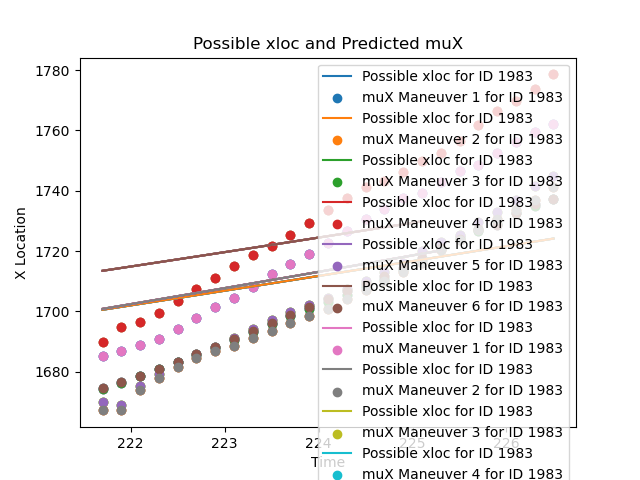 Possible xloc and Predicted muX
1780
1760
1740
1720
1700
1680
X Location
222
223
224
225
226
Time
Possible xloc for ID 1983
muX Maneuver 1 for ID 1983
Possible xloc for ID 1983
muX Maneuver 2 for ID 1983
Possible xloc for ID 1983
muX Maneuver 3 for ID 1983
Possible xloc for ID 1983
muX Maneuver 4 for ID 1983
Possible xloc for ID 1983
muX Maneuver 5 for ID 1983
Possible xloc for ID 1983
muX Maneuver 6 for ID 1983
Possible xloc for ID 1983
muX Maneuver 1 for ID 1983
Possible xloc for ID 1983
muX Maneuver 2 for ID 1983
Possible xloc for ID 1983
muX Maneuver 3 for ID 1983
Possible xloc for ID 1983
muX Maneuver 4 for ID 1983